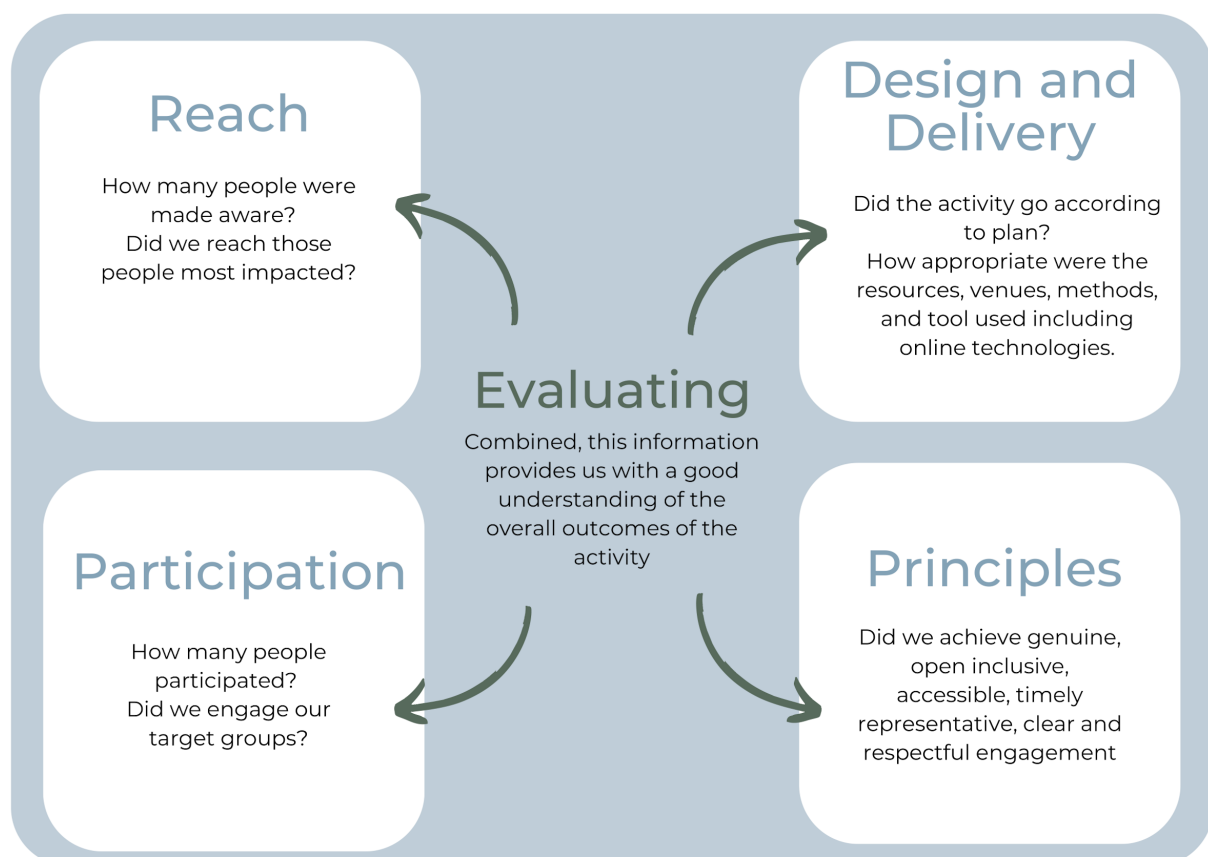 Reach
How many people were
made aware?
Did we reach those
people most impacted?
Design and
Delivery
Did the activity go according
to plan?
How appropriate were the
resources, venues, methods,
and tool used including
online technologies.
Evaluating
Combined, this information
provides us with a good
understanding of the
overall outcomes of the
activity
Participation
How many people
participated?
Did we engage our
target groups?
Principles
Did we achieve genuine,
open inclusive,
accessible, timely
representative, clear and
respectful engagement